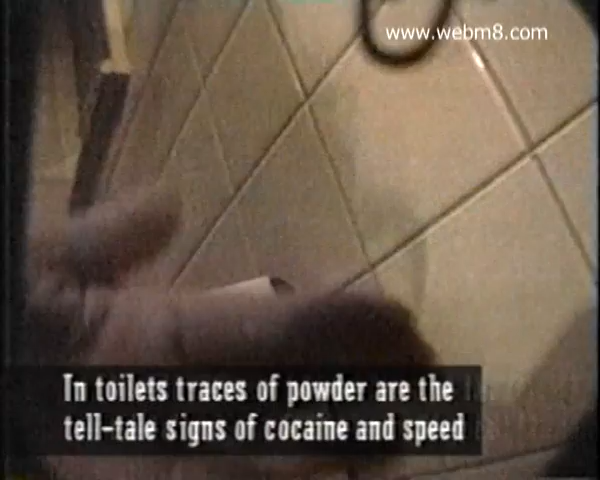 www.webm8.com
In toilets traces of powder are the
tell-tale signs of cocaine and speed